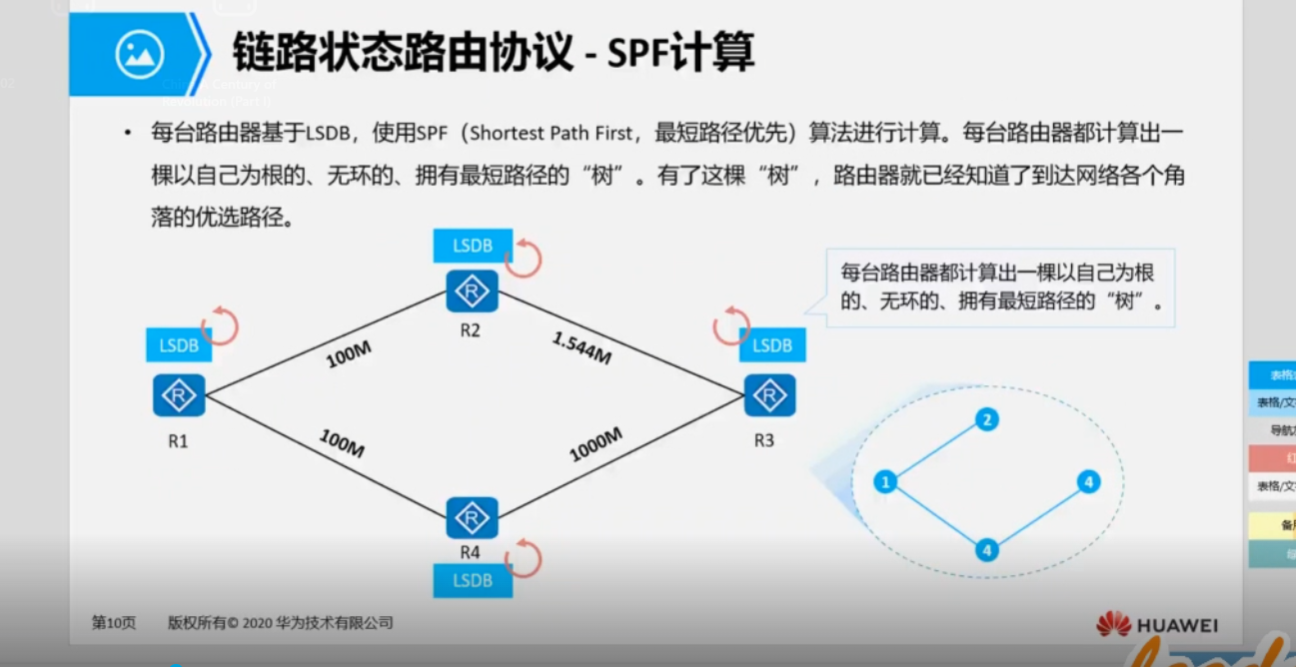 链路状态路由协议 - SPF计算
• 每台路由器基于LSDB，使用SPF（Shortest Path First，最短路径优先）算法进行计算。每台路由器都计算出一
棵以自己为根的、无环的、拥有最短路径的“树”。有了这棵“树”，路由器就已经知道了到达网络各个角
落的优选路径。
LSDB
R2
每台路由器都计算出一棵以自己为根
的、无环的、拥有最短路径的“树”。
LSDB
R1
100M
1.544M
LSDB
R3
100M
1000M
R4
LSDB
2
1
4
4
表格
表格/文
导航
红
表格/文
第10页
版权所有© 2020 华为技术有限公司
HUAWEI